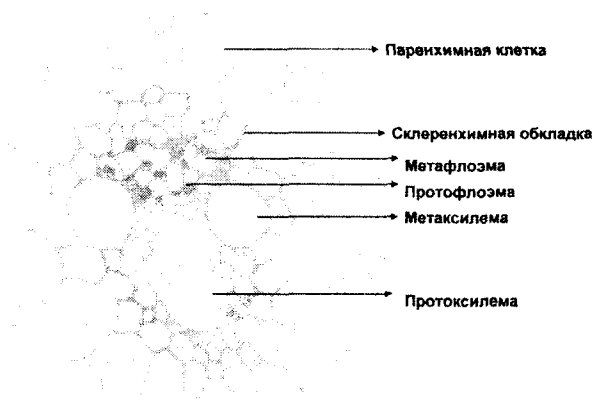 Паренхимная клетка
Склеренхимная обкладка
Метафлоэма
Протофлоэма
Метаксилема
Протоксилема